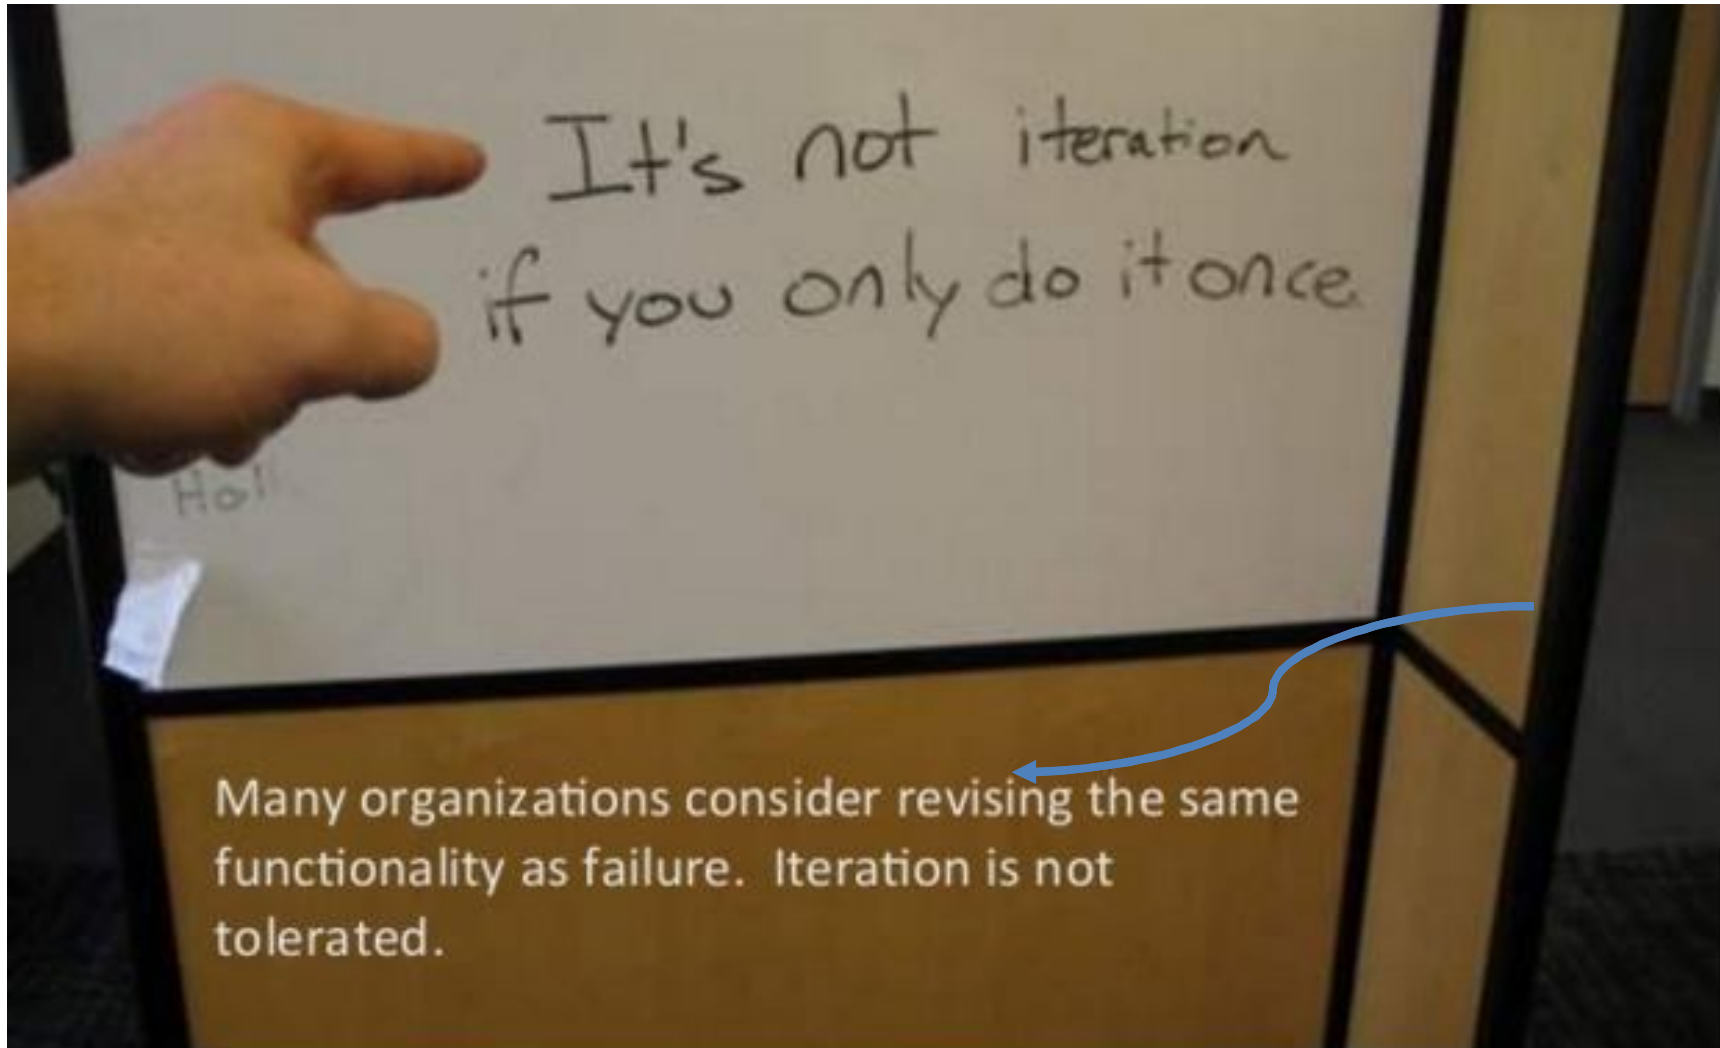 It's not iteration
if you only do it once
Many organizations consider revising the same
functionality as failure.  Iteration is not
tolerated.